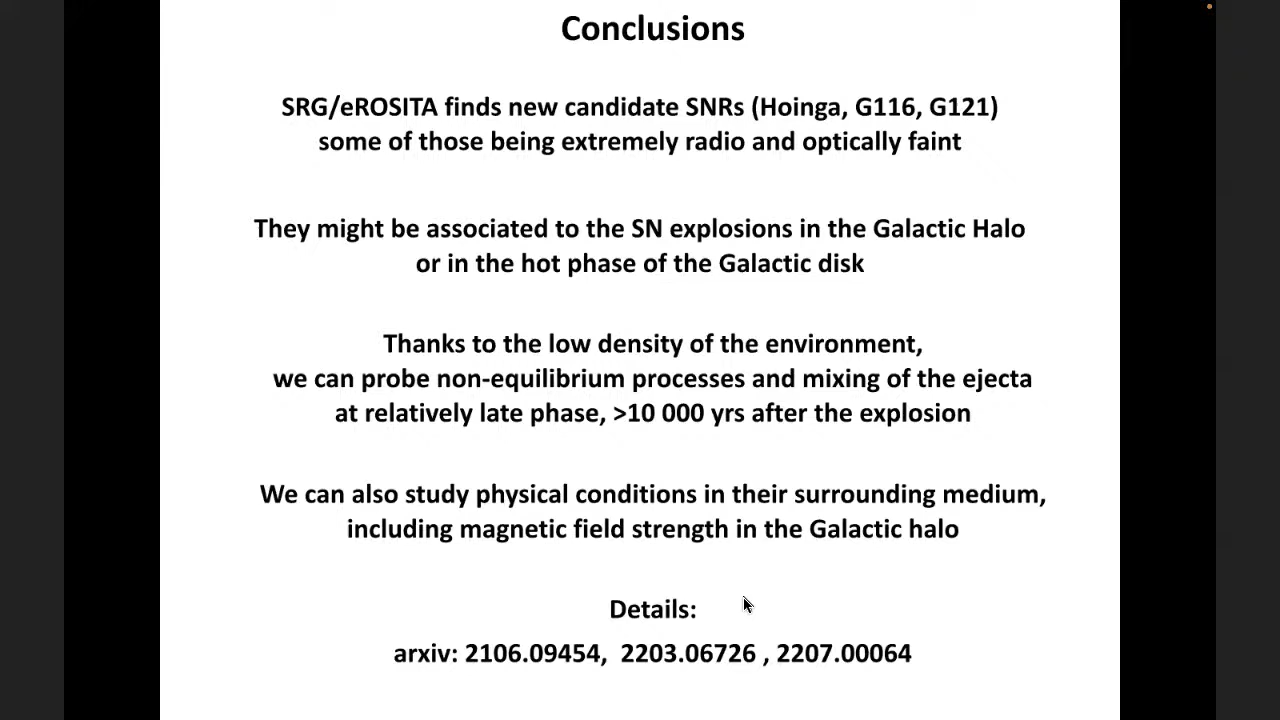 Conclusions
SRG/eROSITA finds new candidate SNRs (Hoinga, G116, G121)
some of those being extremely radio and optically faint
They might be associated to the SN explosions in the Galactic Halo
or in the hot phase of the Galactic disk
Thanks to the low density of the environment,
we can probe non-equilibrium processes and mixing of the ejecta
at relatively late phase, >10 000 yrs after the explosion
We can also study physical conditions in their surrounding medium,
including magnetic field strength in the Galactic halo
Details:
arxiv: 2106.09454,  2203.06726 , 2207.00064